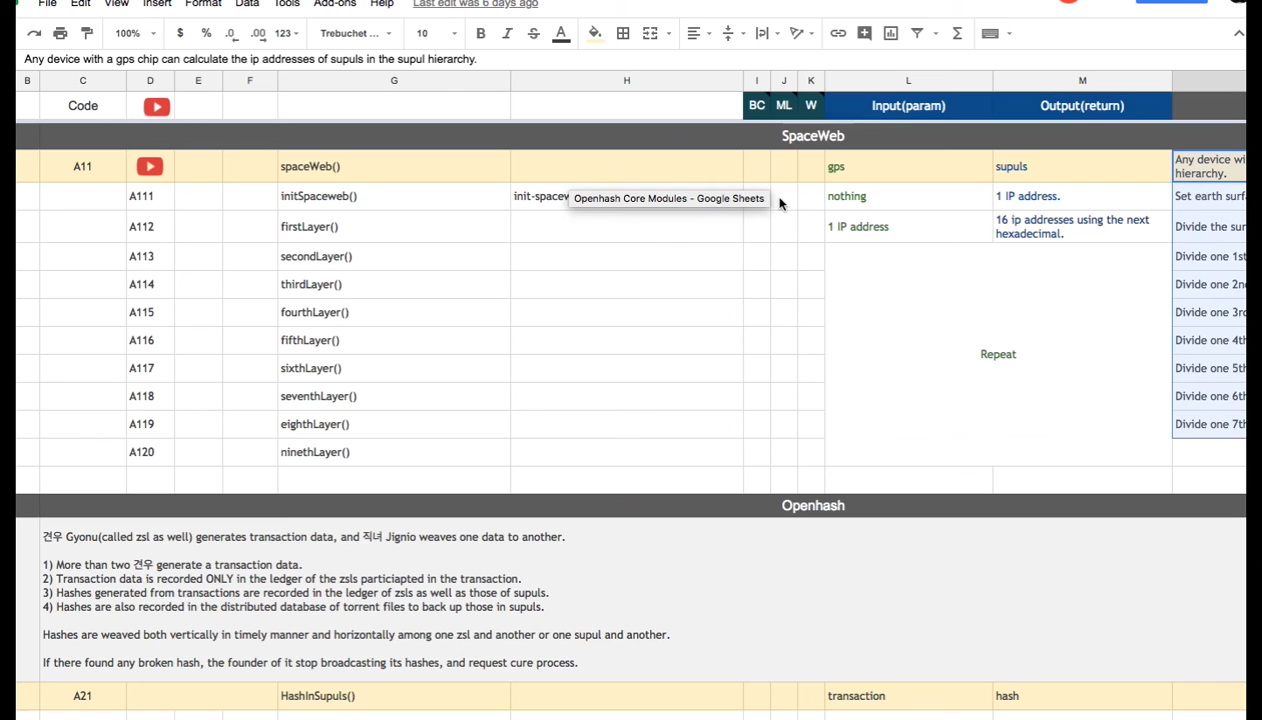 File Edit View Insert Format Data Tools Add-ons Help Last edit was 6 days ago
100% $ % .0 .00 123 Trebuchet ... 10 B I S A
Any device with a gps chip can calculate the ip addresses of supuls in the supul hierarchy.
B C D E F G H I J K L M
Code BC ML W Input(param) Output(return)
SpaceWeb
A11 spaceWeb() gps supuls Any device wi
hierarchy.
A111 initSpaceweb() init-spacew nothing 1 IP address. Set earth surf
Openhash Core Modules - Google Sheets
A112 firstLayer() 1 IP address 16 ip addresses using the next
hexadecimal.
Divide the sur
A113 secondLayer() Divide one 1st
A114 thirdLayer() Divide one 2n
A115 fourthLayer() Divide one 3r
A116 fifthLayer() Divide one 4th
A117 sixthLayer() Divide one 5th
A118 seventhLayer() Divide one 6th
A119 eighthLayer() Divide one 7th
A120 ninethLayer()
Repeat
Openhash
견우 Gyonu(called zsl as well) generates transaction data, and 직녀 Jignio weaves one data to another.
1) More than two 견우 generate a transaction data.
2) Transaction data is recorded ONLY in the ledger of the zsls particiapted in the transaction.
3) Hashes generated from transactions are recorded in the ledger of zsls as well as those of supuls.
4) Hashes are also recorded in the distributed database of torrent files to back up those in supuls.
Hashes are weaved both vertically in timely manner and horizontally among one zsl and another or one supul and another.
If there found any broken hash, the founder of it stop broadcasting its hashes, and request cure process.
A21 HashInSupuls() transaction hash